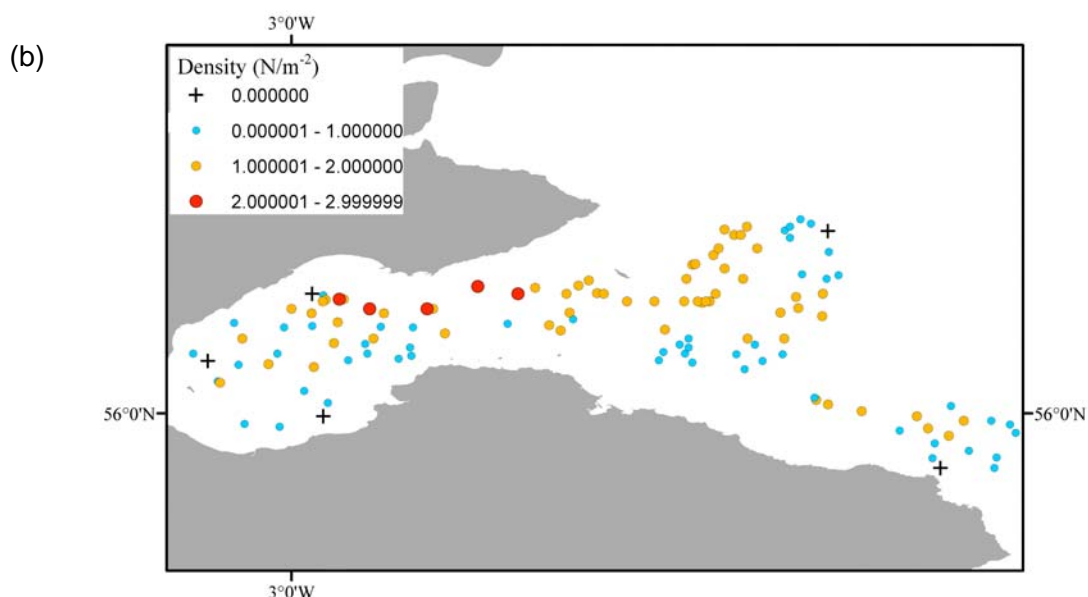 (b)
3°0'W
Density (N/m⁻²)
0.000000
0.000001 - 1.000000
1.000001 - 2.000000
2.000001 - 2.999999
56°0'N
56°0'N
3°0'W